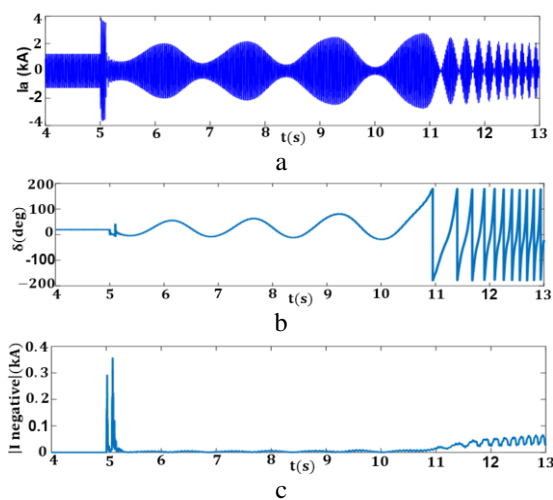 Ia (kA)
4
2
0
-2
-4
4 5 6 7 8 9 10 11 12 13
t(s)
a
δ(deg)
200
100
0
-100
-200
4 5 6 7 8 9 10 11 12 13
t(s)
b
|I negative|(kA)
0.4
0.3
0.2
0.1
0
4 5 6 7 8 9 10 11 12 13
t(s)
c